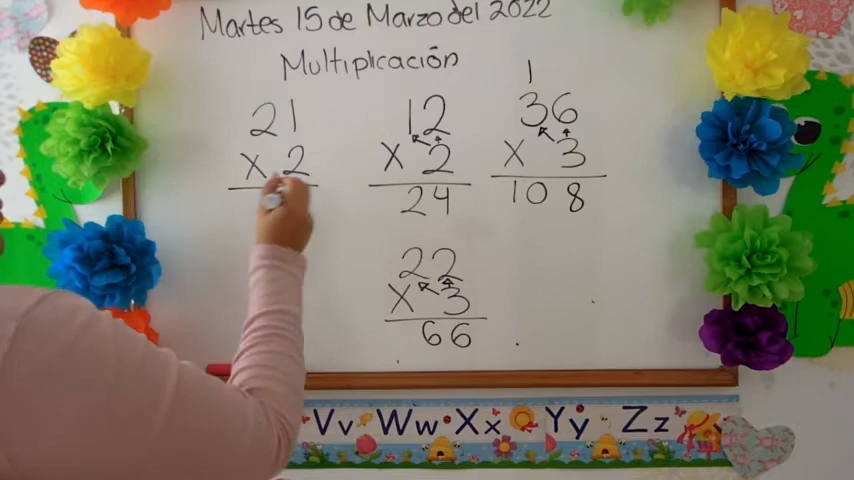 Martes 15 de Marzo del 2022
Multiplicación
21
X 2
12
X 2
24
1
36
X 3
108
22
X 3
66
Vv Ww Xx Yy Zz